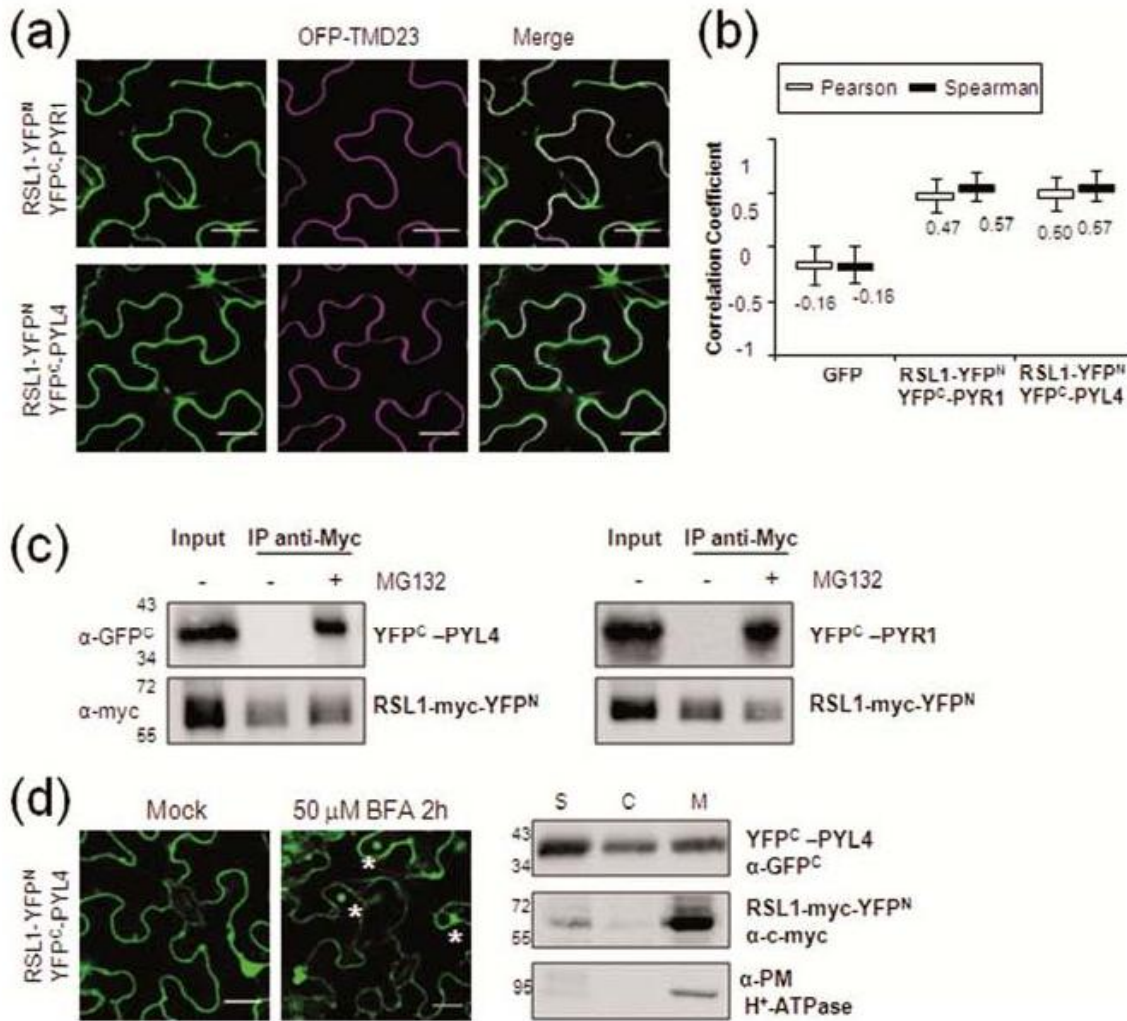 (a)
OFP-TMD23 Merge
RSL1-YFPᴺ
YFPᶜ-PYR1
RSL1-YFPᴺ
YFPᶜ-PYL4
(b)
Pearson Spearman
Correlation Coefficient
1
0.5
0
-0.5
-1
0.47 0.57 0.50 0.57
-0.16 -0.18
GFP RSL1-YFPᴺ RSL1-YFPᴺ
YFPᶜ-PYR1 YFPᶜ-PYL4
(c)
Input IP anti-Myc
- - + MG132
43
α-GFPᶜ YFPᶜ –PYL4
34
72
α-myc RSL1-myc-YFPᴺ
55
Input IP anti-Myc
- - +
YFPᶜ –PYR1
RSL1-myc-YFPᴺ
(d)
Mock 50 μM BFA 2h
RSL1-YFPᴺ
YFPᶜ-PYL4
* * *
S C M
43 YFPᶜ –PYL4
34 α-GFPᶜ
72 RSL1-myc-YFPᴺ
55 α-c-myc
95 α-PM
H⁺-ATPase